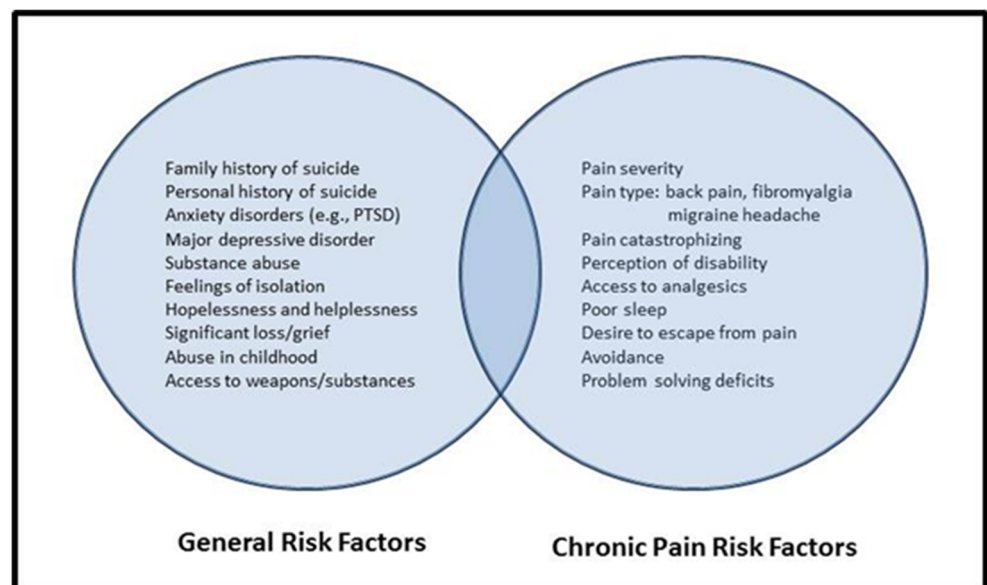 Family history of suicide
Personal history of suicide
Anxiety disorders (e.g., PTSD)
Major depressive disorder
Substance abuse
Feelings of isolation
Hopelessness and helplessness
Significant loss/grief
Abuse in childhood
Access to weapons/substances
Pain severity
Pain type: back pain, fibromyalgia
migraine headache
Pain catastrophizing
Perception of disability
Access to analgesics
Poor sleep
Desire to escape from pain
Avoidance
Problem solving deficits
General Risk Factors
Chronic Pain Risk Factors